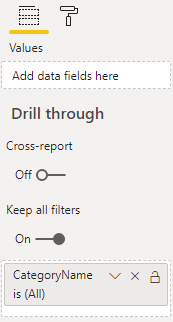 Values
Add data fields here
Drill through
Cross-report
Off
Keep all filters
On
CategoryName
is (All)